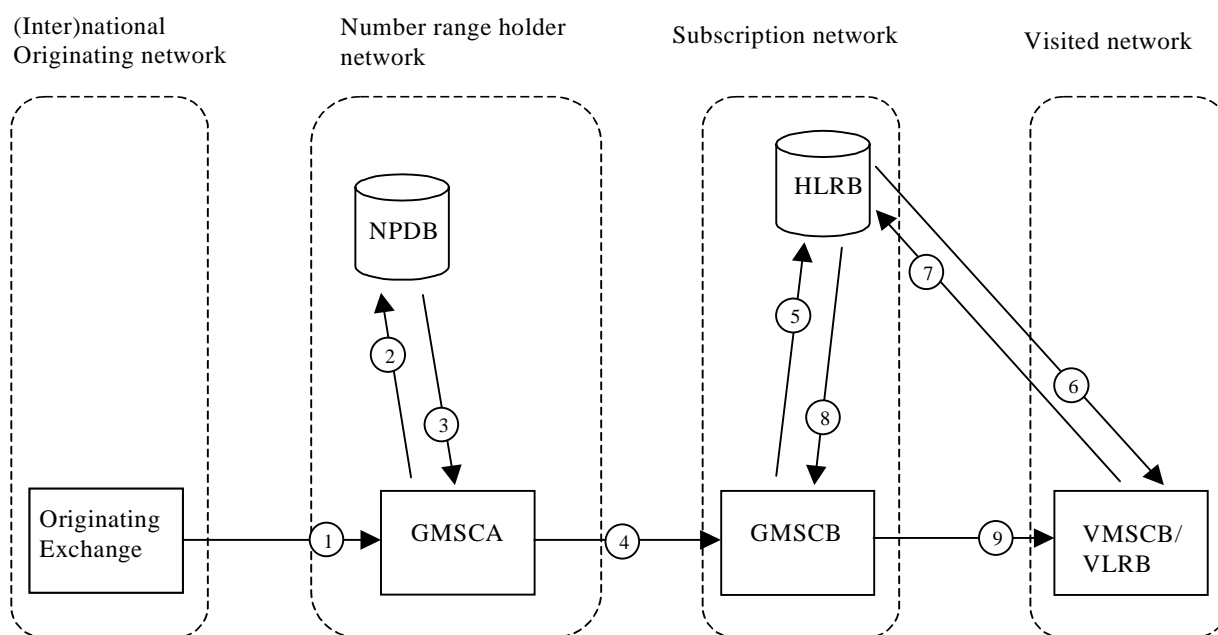 (Inter)national
Originating network
Number range holder
network
Subscription network
Visited network
NPDB
HLRB
2
3
5
8
7
6
Originating
Exchange
1
GMSCA
4
GMSCB
9
VMSCB/
VLRB